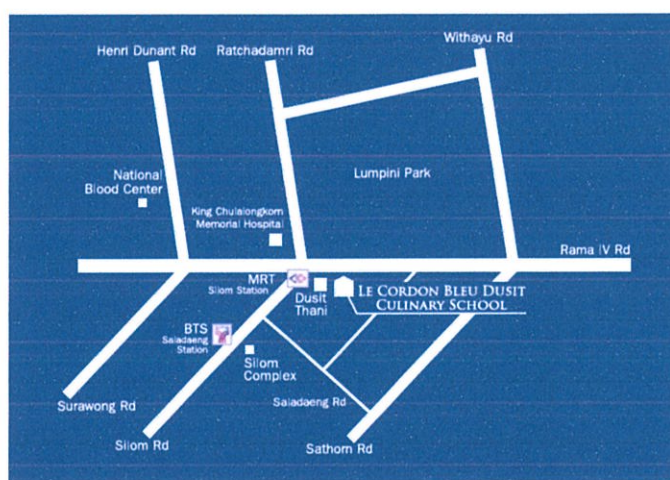 Withayu Rd
Henri Dunant Rd
Ratchadamri Rd
National
Blood Center
Lumpini Park
King Chulalongkorn
Memorial Hospital
Rama IV Rd
MRT
Silom Station
Dusit
Thani
LE CORDON BLEU DUSIT
CULINARY SCHOOL
BTS
Saladaeng
Station
Silom
Complex
Saladaeng Rd
Surawong Rd
Silom Rd
Sathorn Rd